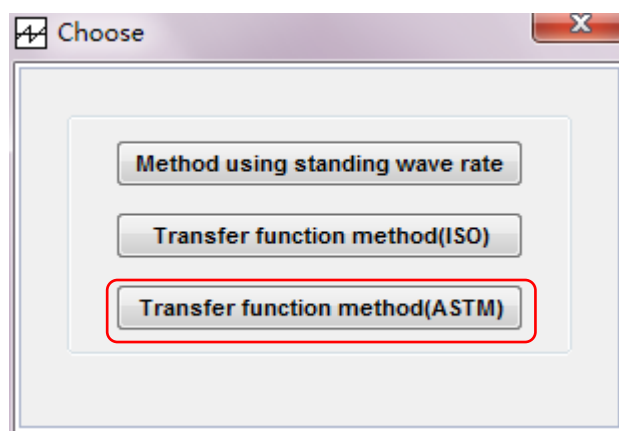 Choose
Method using standing wave rate
Transfer function method(ISO)
Transfer function method(ASTM)